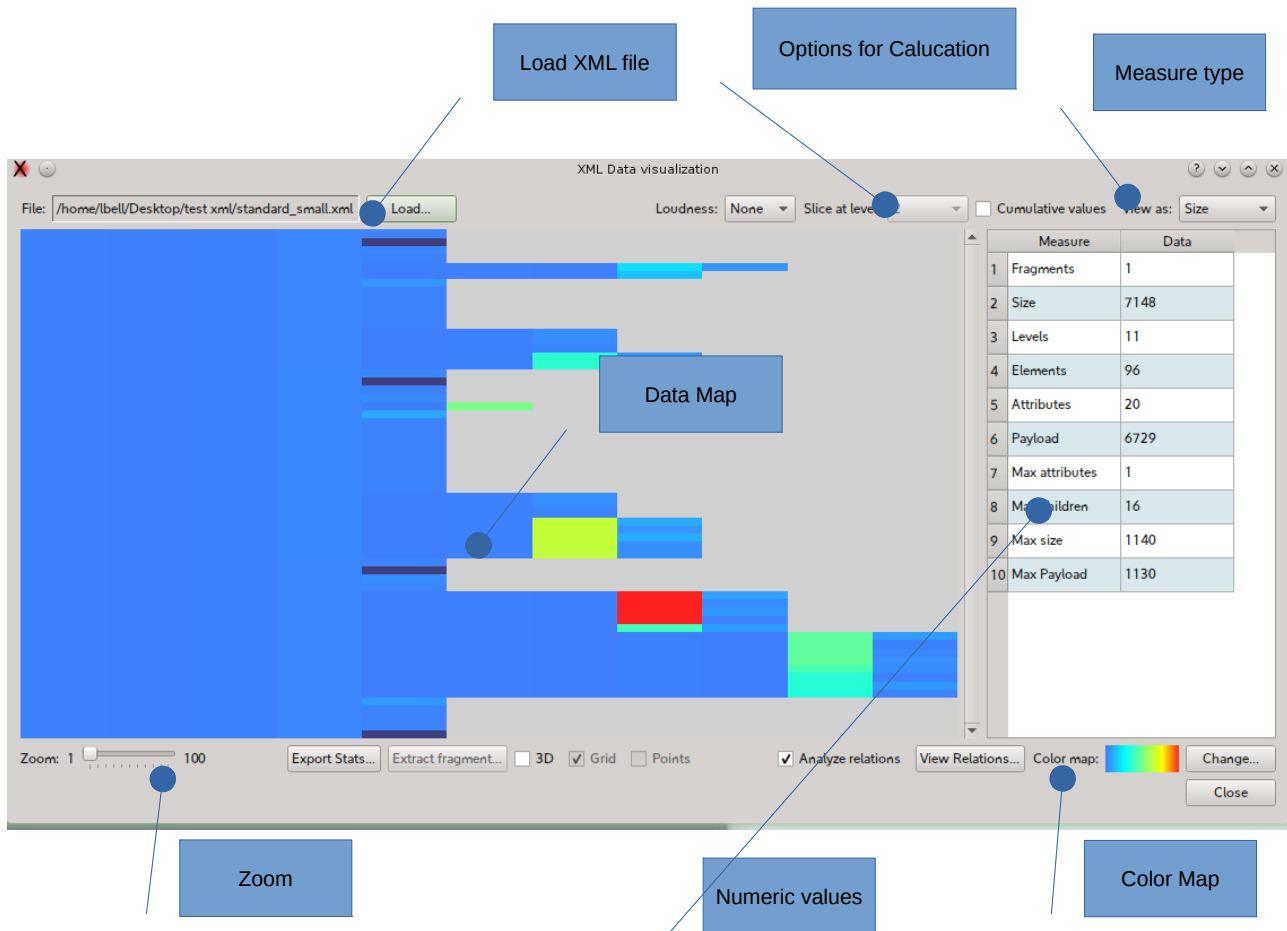 Load XML file
Options for Calucation
Measure type
XML Data visualization
File: /home/lbell/Desktop/test xml/standard_small.xml Load... Loudness: None Slice at level Cumulative values View as: Size
Measure Data
1 Fragments 1
2 Size 7148
3 Levels 11
4 Elements 96
5 Attributes 20
6 Payload 6729
7 Max attributes 1
8 Max children 16
9 Max size 1140
10 Max Payload 1130
Data Map
Zoom: 1 100 Export Stats... Extract fragment... 3D Grid Points Analyze relations View Relations... Color map: Change...
Close
Zoom
Numeric values
Color Map